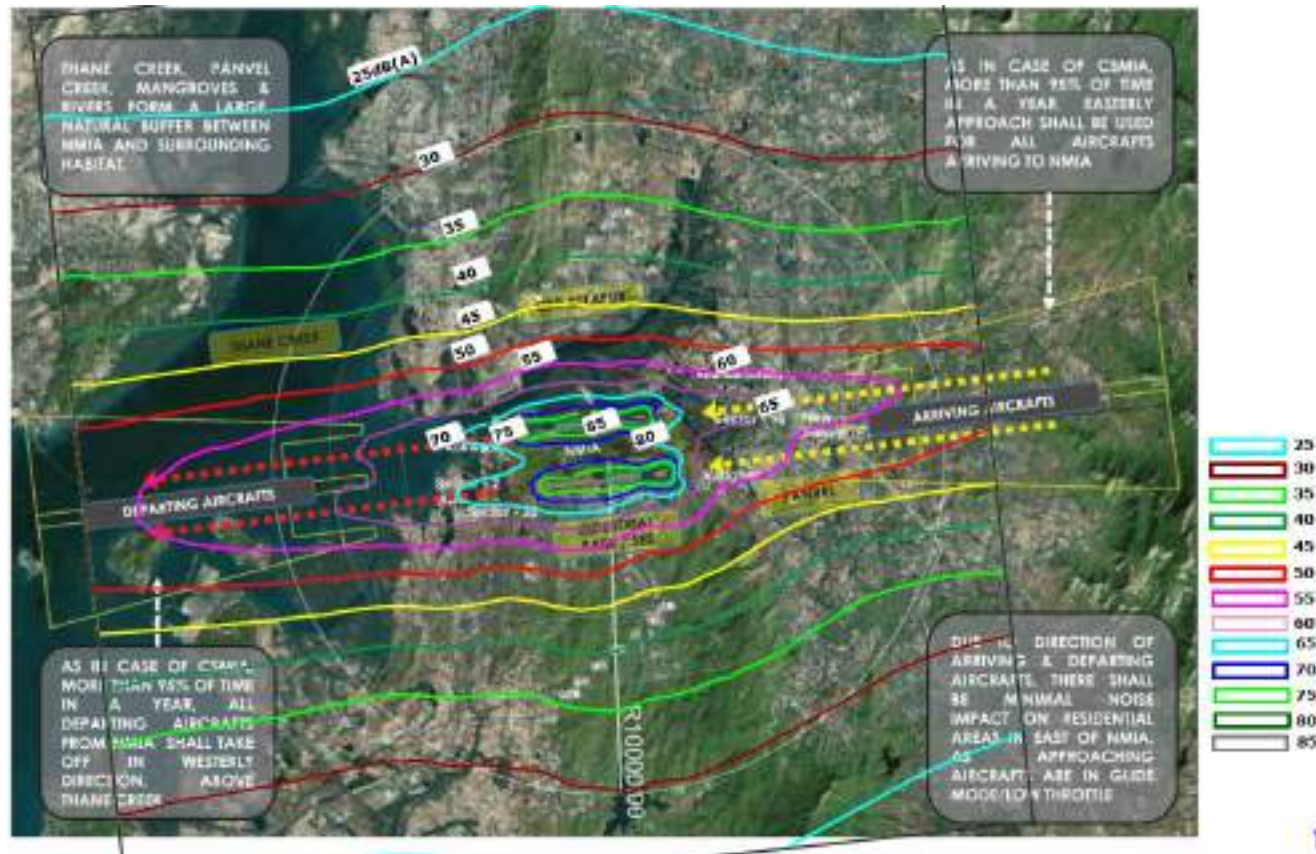 25dB(A)
THANE CREEK, PANVEL
CREEK, MANGROVES &
RIVERS FORM A LARGE
NATURAL BUFFER BETWEEN
NMIA AND SURROUNDING
HABITAT
AS IN CASE OF CSMIA,
MORE THAN 95% OF TIME
IN A YEAR, EASTERLY
APPROACH SHALL BE USED
FOR ALL AIRCRAFTS
ARRIVING TO NMIA
30
35
40
45
50
55
60
65
70
75
85
80
THANE CREEK
NMIA
ARRIVING AIRCRAFTS
DEPARTING AIRCRAFTS
R10000.00
AS IN CASE OF CSMIA,
MORE THAN 95% OF TIME
IN A YEAR, ALL
DEPARTING AIRCRAFTS
FROM NMIA SHALL TAKE
OFF IN WESTERLY
DIRECTION, ABOVE
THANE CREEK
DUE TO DIRECTION OF
ARRIVING & DEPARTING
AIRCRAFTS, THERE SHALL
BE MINIMAL NOISE
IMPACT ON RESIDENTIAL
AREAS IN EAST OF NMIA,
AS APPROACHING
AIRCRAFTS ARE IN GLIDE
MODE/LOW THROTTLE
25
30
35
40
45
50
55
60
65
70
75
80
85